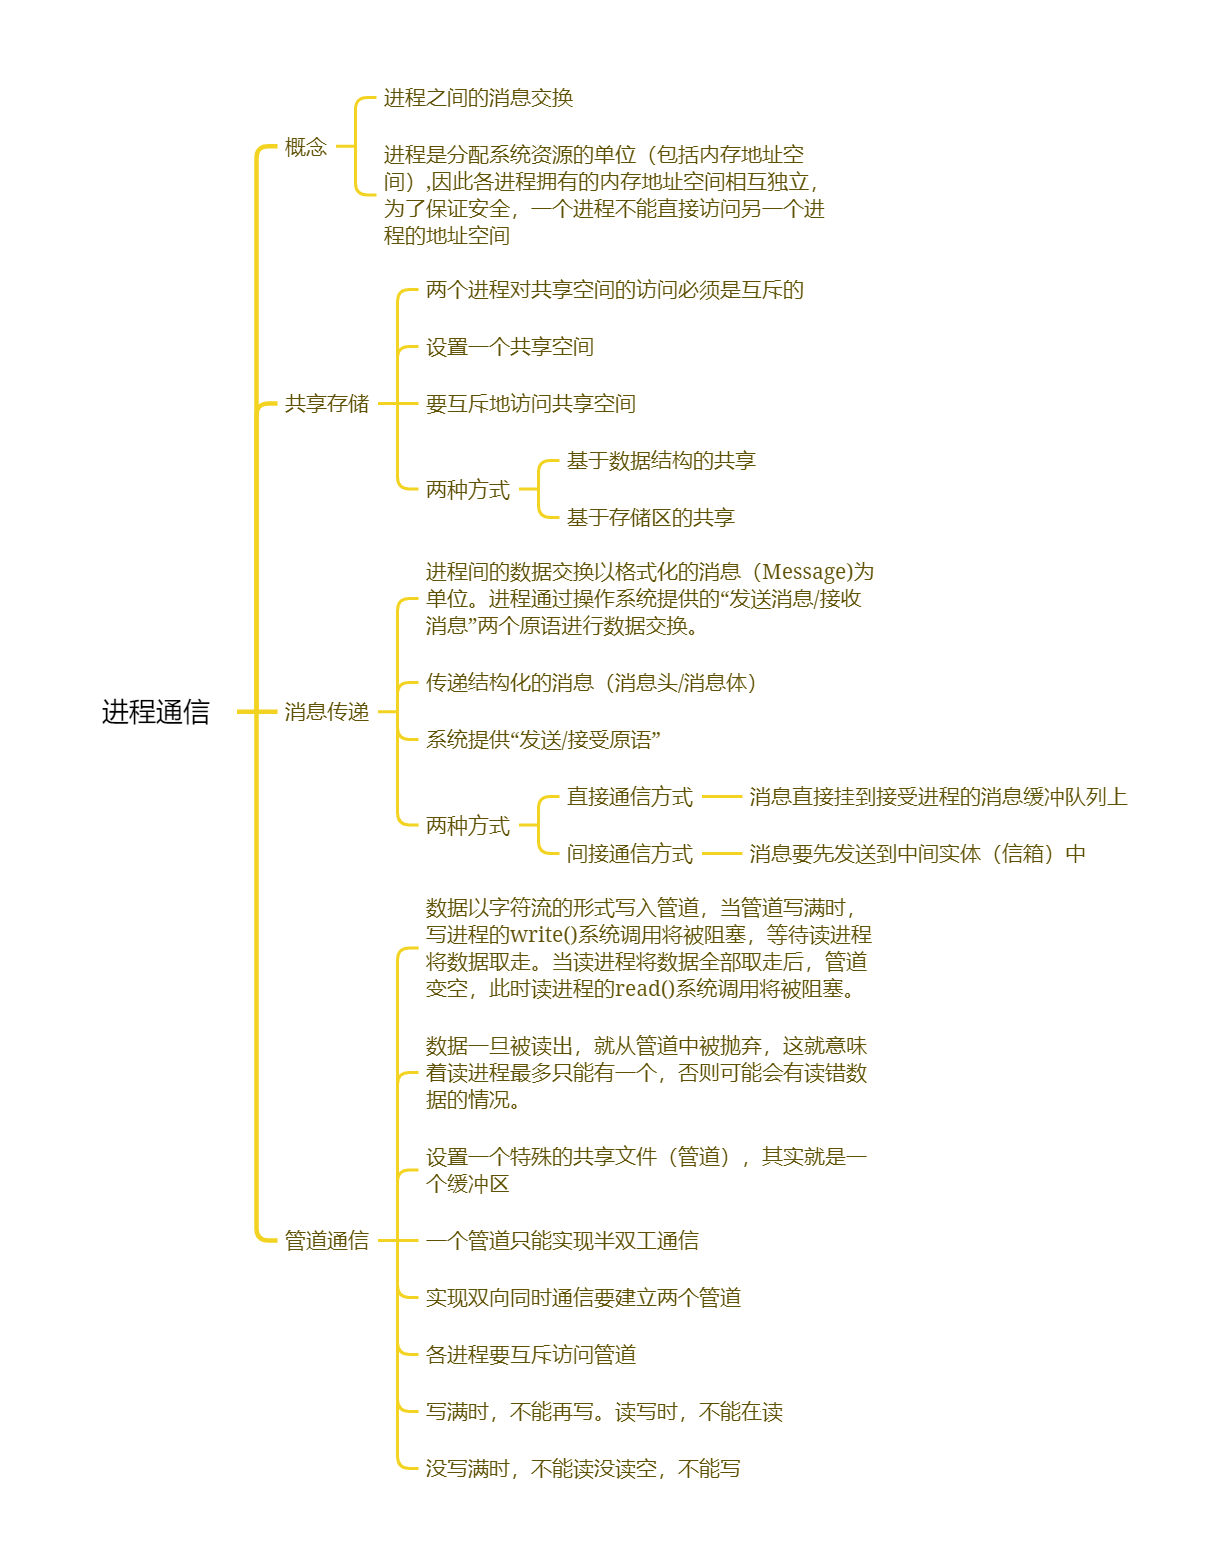 进程通信
概念
进程之间的消息交换
进程是分配系统资源的单位（包括内存地址空
间）,因此各进程拥有的内存地址空间相互独立，
为了保证安全，一个进程不能直接访问另一个进
程的地址空间
共享存储
两个进程对共享空间的访问必须是互斥的
设置一个共享空间
要互斥地访问共享空间
两种方式
基于数据结构的共享
基于存储区的共享
消息传递
进程间的数据交换以格式化的消息（Message)为
单位。进程通过操作系统提供的“发送消息/接收
消息”两个原语进行数据交换。
传递结构化的消息（消息头/消息体）
系统提供“发送/接受原语”
两种方式
直接通信方式
消息直接挂到接受进程的消息缓冲队列上
间接通信方式
消息要先发送到中间实体（信箱）中
管道通信
数据以字符流的形式写入管道，当管道写满时，
写进程的write()系统调用将被阻塞，等待读进程
将数据取走。当读进程将数据全部取走后，管道
变空，此时读进程的read()系统调用将被阻塞。
数据一旦被读出，就从管道中被抛弃，这就意味
着读进程最多只能有一个，否则可能会有读错数
据的情况。
设置一个特殊的共享文件（管道），其实就是一
个缓冲区
一个管道只能实现半双工通信
实现双向同时通信要建立两个管道
各进程要互斥访问管道
写满时，不能再写。读写时，不能在读
没写满时，不能读没读空，不能写